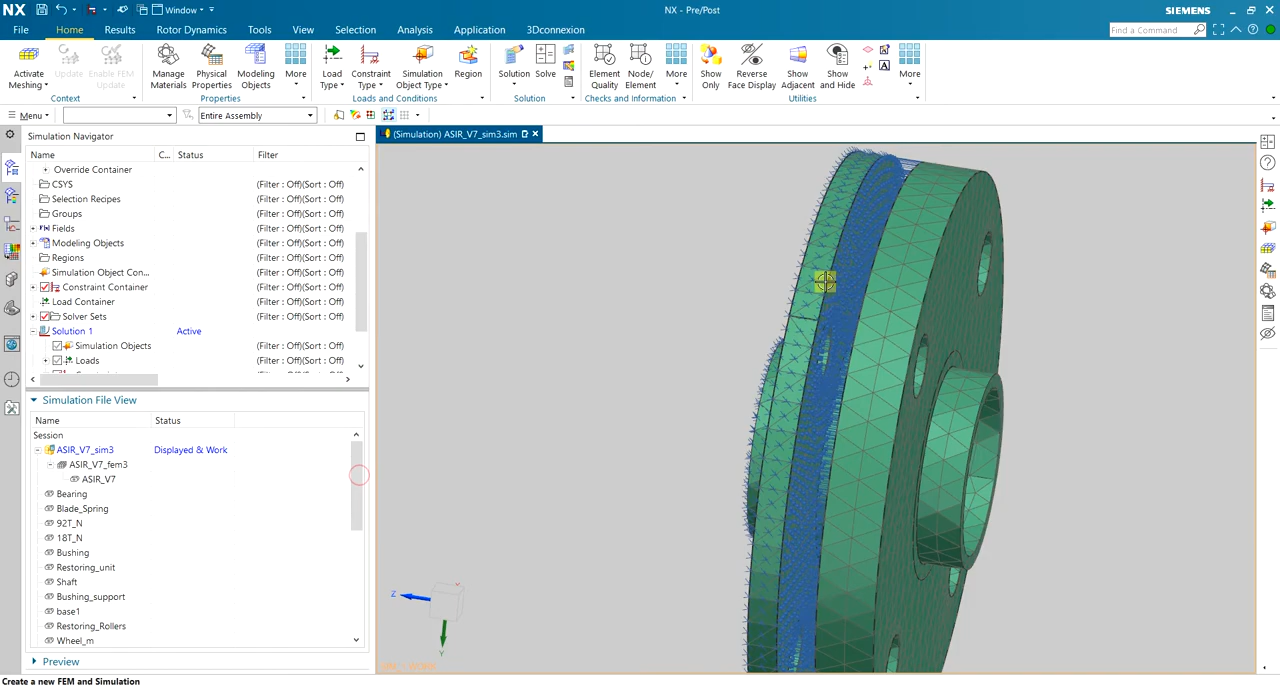 NX Window NX - Pre/Post SIEMENS
File Home Results Rotor Dynamics Tools View Selection Analysis Application 3Dconnexion Find a Command
Activate Meshing Update Enable FEM Update Manage Materials Physical Properties Modeling Objects More Load Type Constraint Type Simulation Object Type Region Solution Solve Element Quality Node/ Element More Show Only Reverse Face Display Show Adjacent Show and Hide More
Context Properties Loads and Conditions Solution Checks and Information Utilities
Menu Entire Assembly
Simulation Navigator
(Simulation) ASIR_V7_sim3.sim
Name C... Status Filter
Override Container
CSYS (Filter : Off)(Sort : Off)
Selection Recipes (Filter : Off)(Sort : Off)
Groups (Filter : Off)(Sort : Off)
Fields (Filter : Off)(Sort : Off)
Modeling Objects (Filter : Off)(Sort : Off)
Regions (Filter : Off)(Sort : Off)
Simulation Object Con... (Filter : Off)(Sort : Off)
Constraint Container (Filter : Off)(Sort : Off)
Load Container (Filter : Off)(Sort : Off)
Solver Sets (Filter : Off)(Sort : Off)
Solution 1 Active
Simulation Objects (Filter : Off)(Sort : Off)
Loads (Filter : Off)(Sort : Off)
Simulation File View
Name Status
Session
ASIR_V7_sim3 Displayed & Work
ASIR_V7_fem3
ASIR_V7
Bearing
Blade_Spring
92T_N
18T_N
Bushing
Restoring_unit
Shaft
Bushing_support
base1
Restoring_Rollers
Wheel_m
Preview
Z
Y
Create a new FEM and Simulation